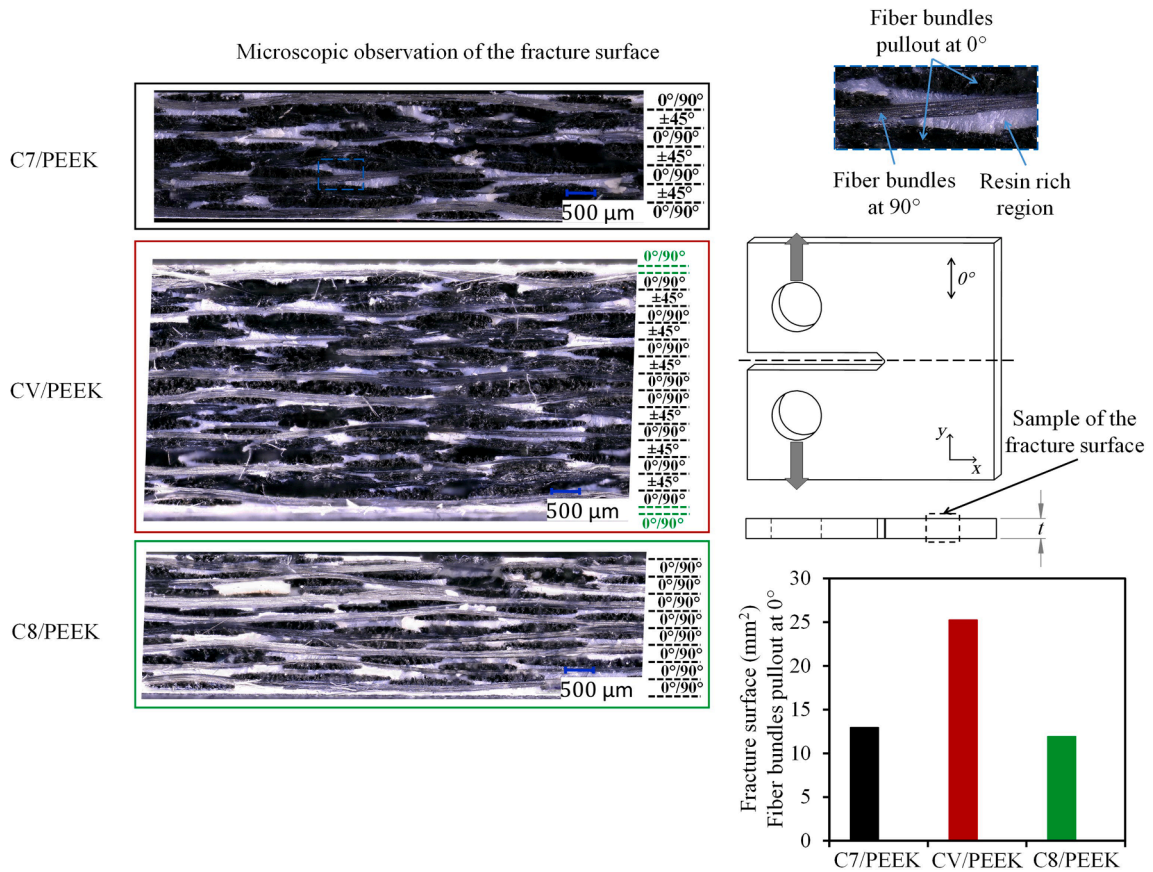 Microscopic observation of the fracture surface
C7/PEEK
0°/90°
±45°
0°/90°
±45°
0°/90°
±45°
0°/90°
500 µm
CV/PEEK
0°/90°
0°/90°
±45°
0°/90°
±45°
0°/90°
±45°
0°/90°
0°/90°
±45°
0°/90°
±45°
0°/90°
±45°
0°/90°
0°/90°
500 µm
C8/PEEK
0°/90°
0°/90°
0°/90°
0°/90°
0°/90°
0°/90°
0°/90°
0°/90°
500 µm
Fiber bundles
pullout at 0°
Fiber bundles
at 90°
Resin rich
region
0°
y
x
Sample of the
fracture surface
t
Fracture surface (mm²)
Fiber bundles pullout at 0°
30
25
20
15
10
5
0
C7/PEEK
CV/PEEK
C8/PEEK